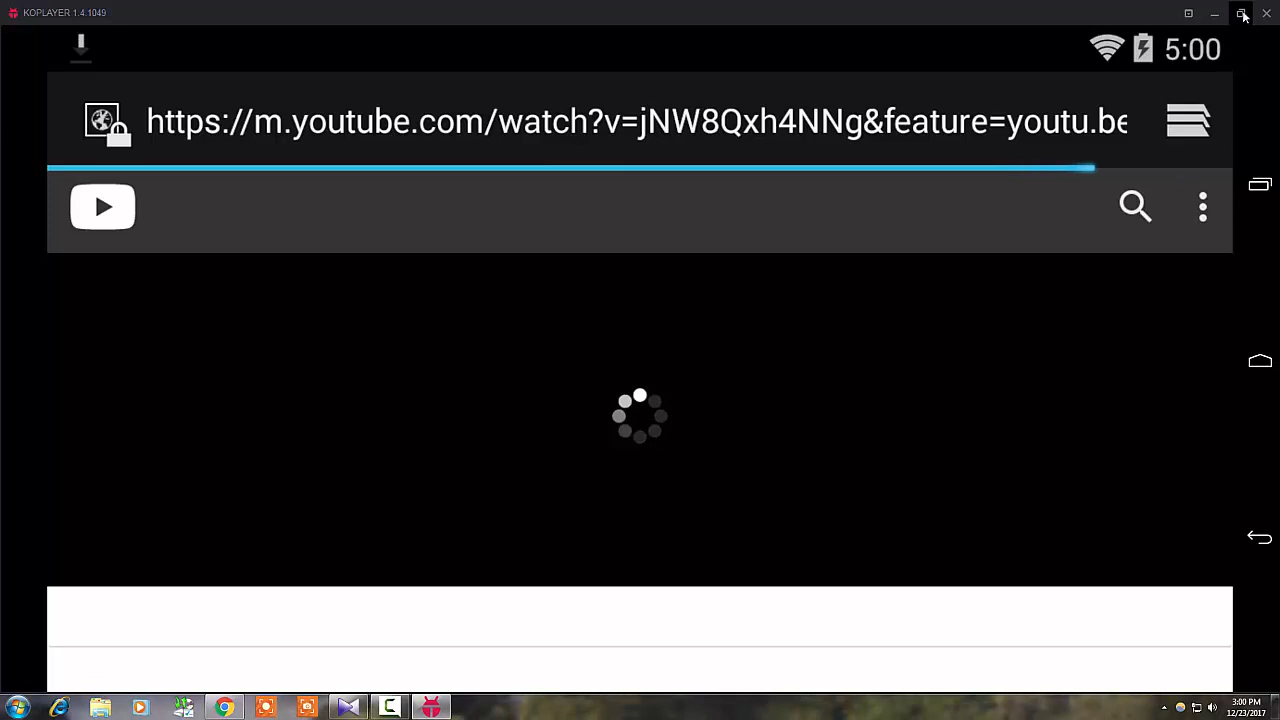 KOPLAYER 1.4.1049
5:00
https://m.youtube.com/watch?v=jNW8Qxh4NNg&feature=youtu.be
3:00 PM
12/23/2017